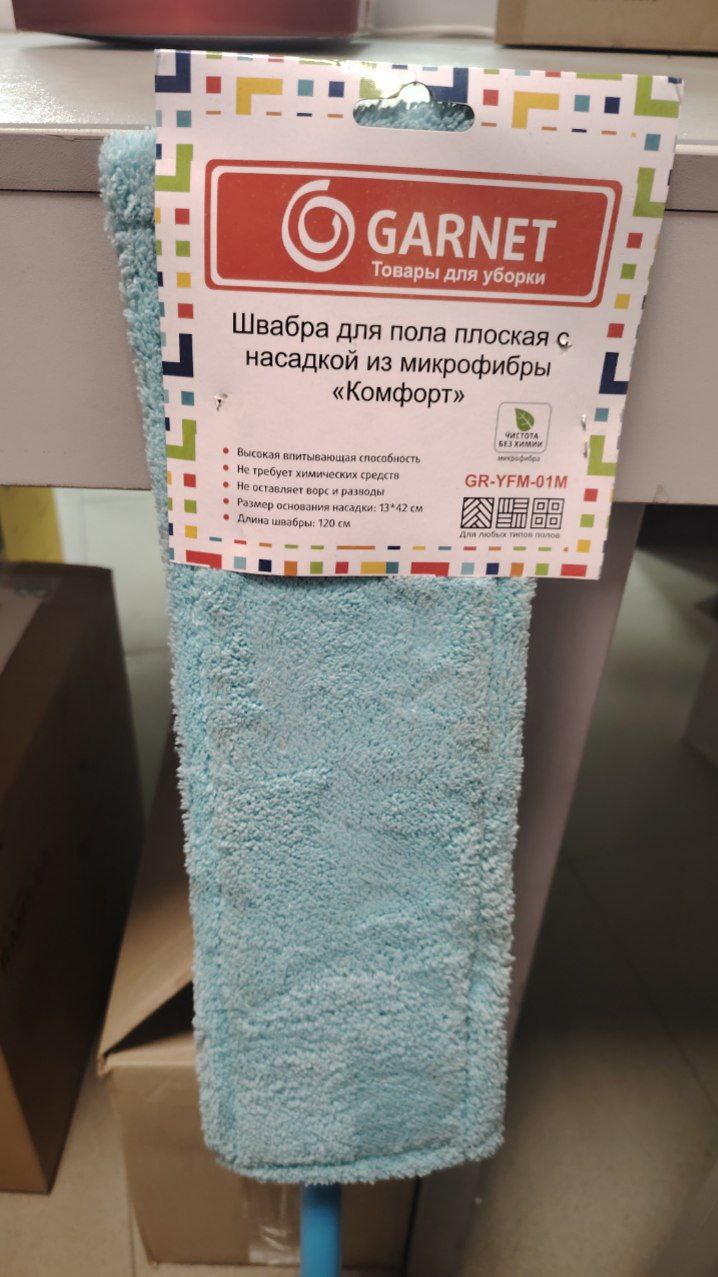 GARNET
Товары для уборки
Швабра для пола плоская с
насадкой из микрофибры
«Комфорт»
ЧИСТОТА
БЕЗ ХИМИИ
микрофибра
• Высокая впитывающая способность
• Не требует химических средств
• Не оставляет ворс и разводы
• Размер основания насадки: 13*42 см
• Длина швабры: 120 см
GR-YFM-01M
Для любых типов полов